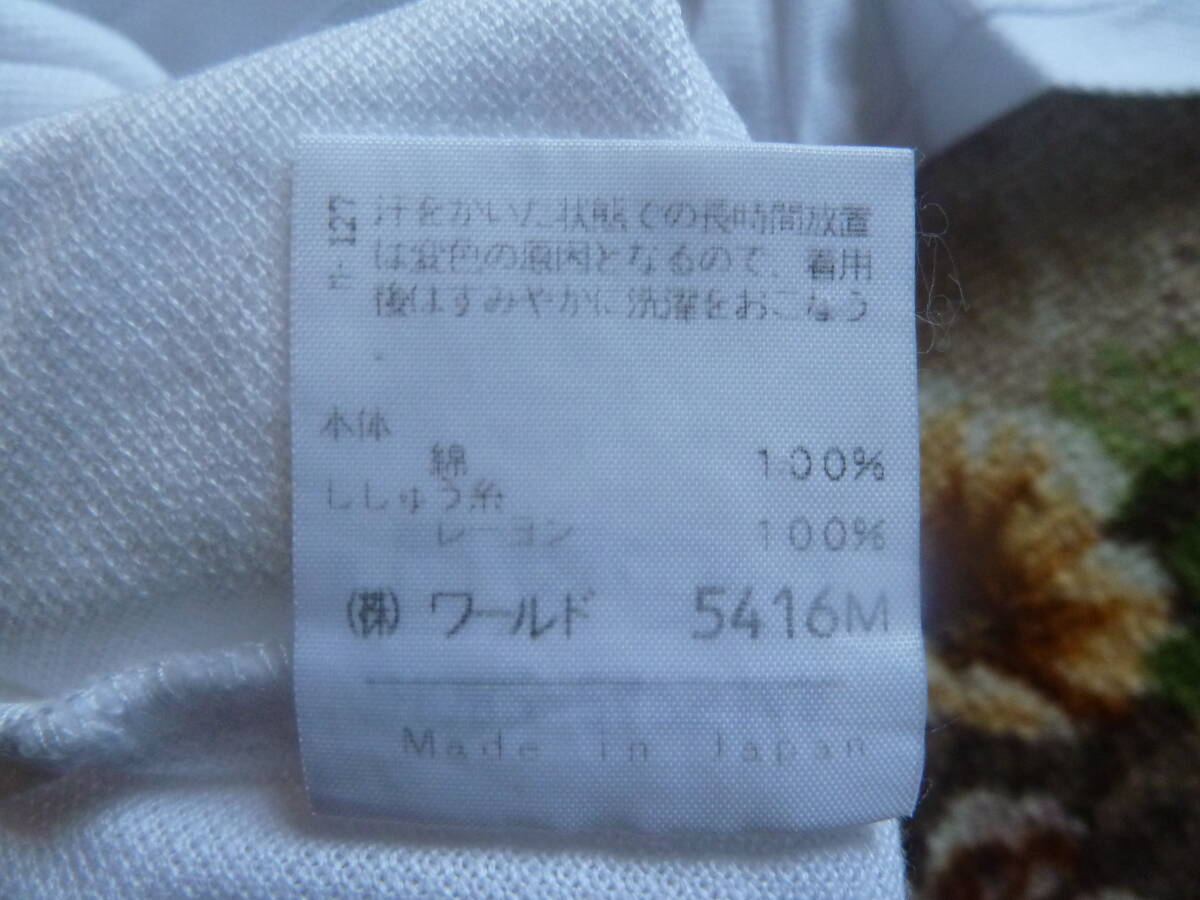 汗をかいた状態での長時間放置
は変色の原因となるので、着用
後はすみやかに洗濯をおこなう
.
本体
綿 100%
ししゅう糸
レーヨン 100%
(株) ワールド 5416M
Made in Japan